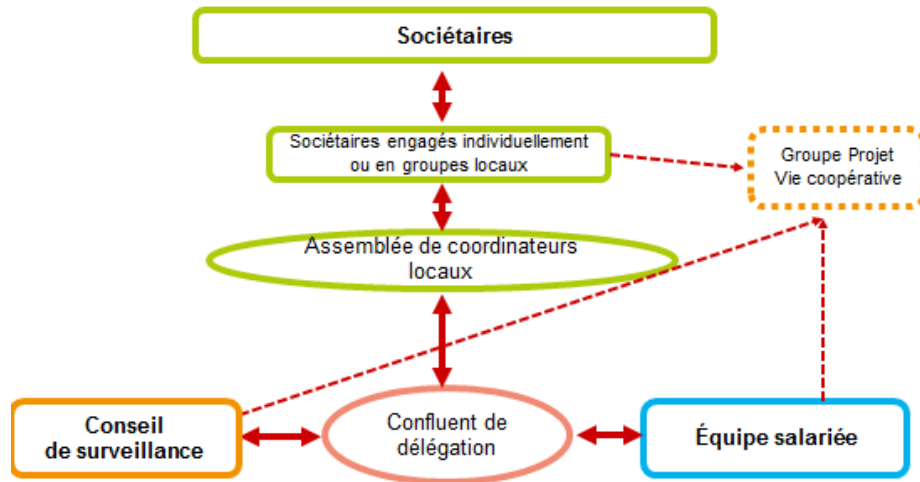 Sociétaires
Sociétaires engagés individuellement
ou en groupes locaux
Groupe Projet
Vie coopérative
Assemblée de coordinateurs
locaux
Conseil
de surveillance
Confluent de
délégation
Équipe salariée